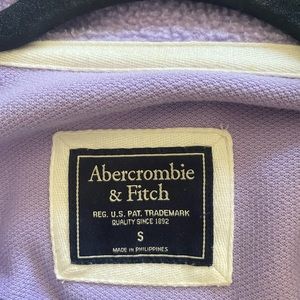 Abercrombie
& Fitch
REG. U.S. PAT. TRADEMARK
QUALITY SINCE 1892
S
MADE IN PHILIPPINES